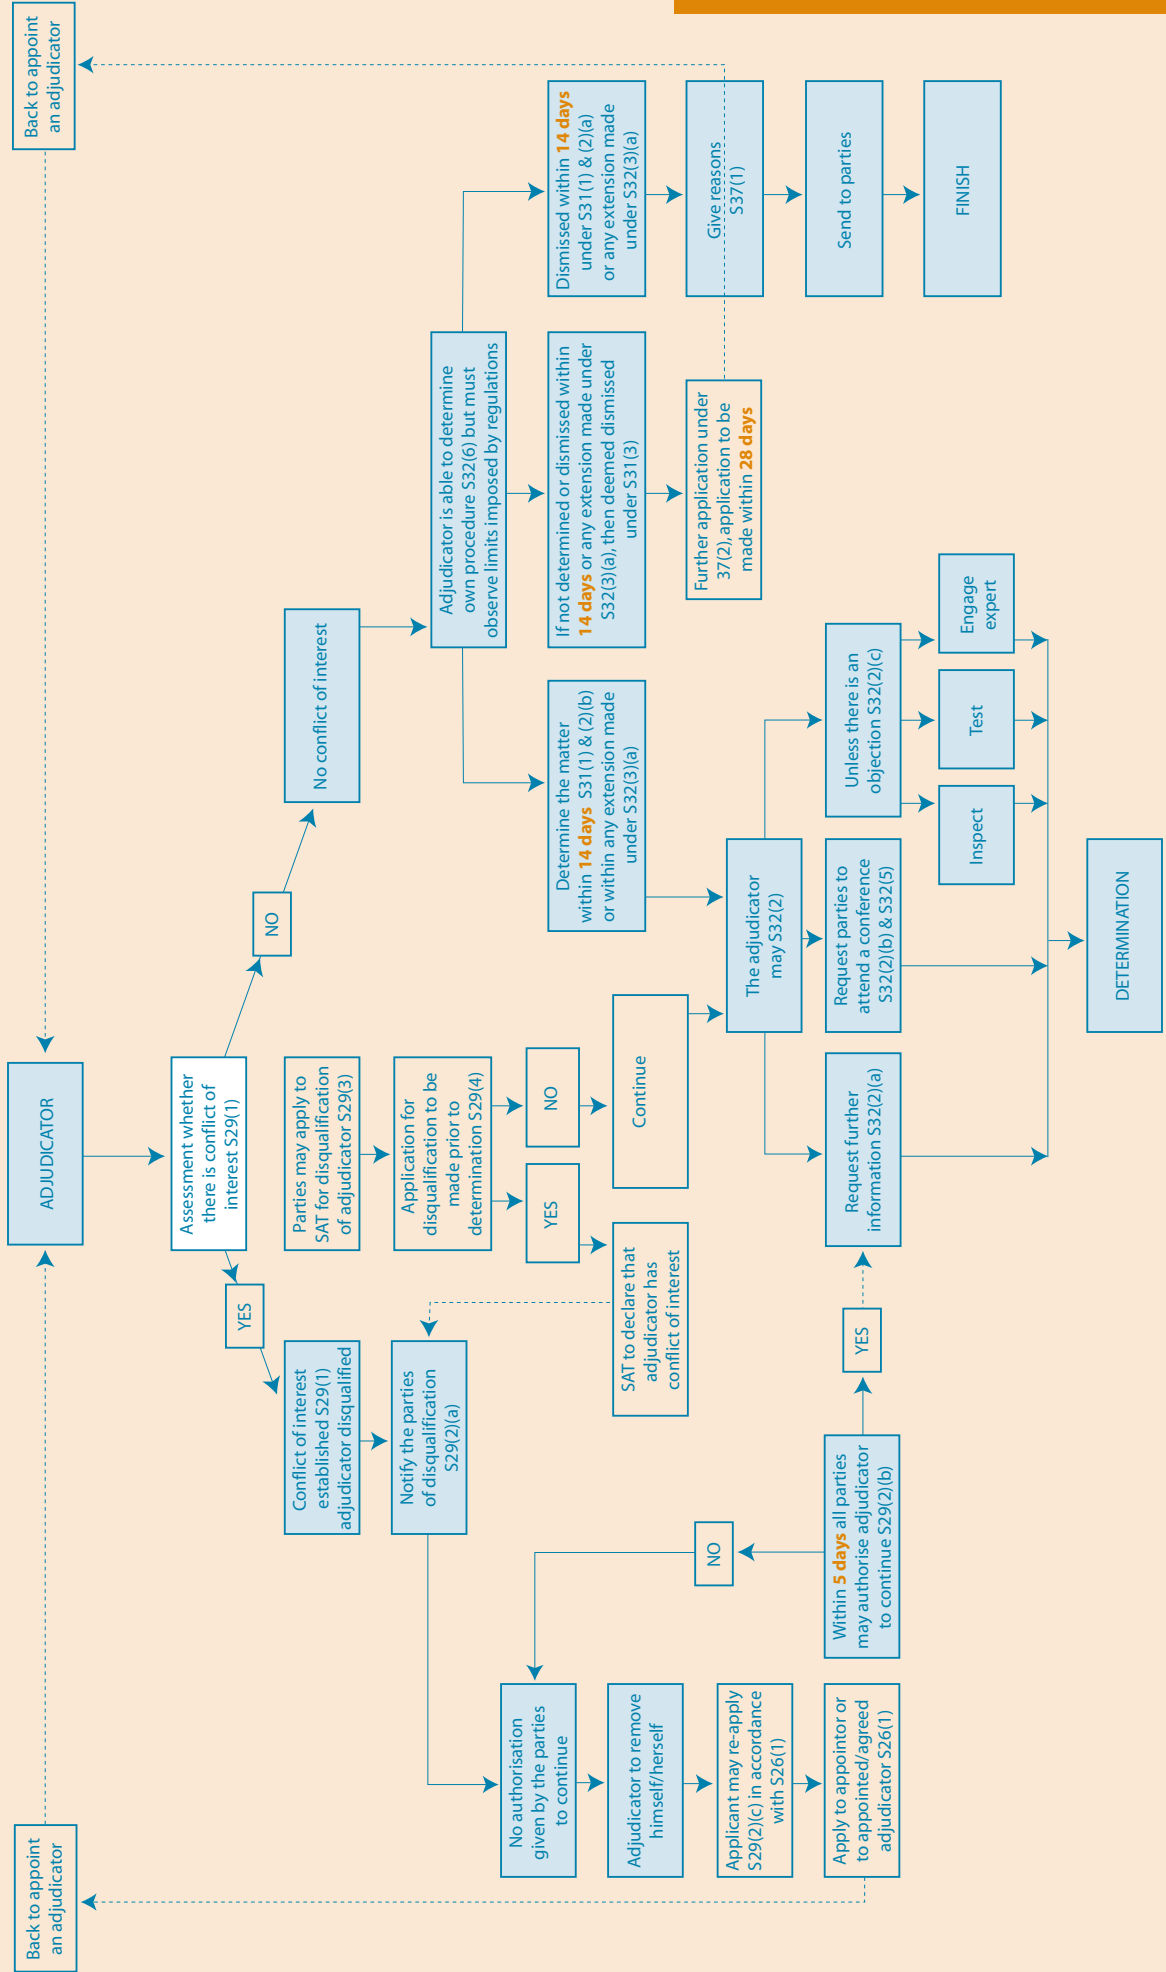 Back to appoint
an adjudicator
ADJUDICATOR
Back to appoint
an adjudicator
Assessment whether
there is conflict of
interest S29(1)
YES
NO
Conflict of interest
established S29(1)
adjudicator disqualified
Parties may apply to
SAT for disqualification
of adjudicator S29(3)
No conflict of interest
Notify the parties
of disqualification
S29(2)(a)
Application for
disqualification to be
made prior to
determination S29(4)
Adjudicator is able to determine
own procedure S32(6) but must
observe limits imposed by regulations
YES
NO
No authorisation
given by the parties
to continue
Determine the matter
within 14 days S31(1) & (2)(b)
or within any extension made
under S32(3)(a)
If not determined or dismissed within
14 days or any extension made under
S32(3)(a), then deemed dismissed
under S31(3)
Dismissed within 14 days
under S31(1) & (2)(a)
or any extension made
under S32(3)(a)
Adjudicator to remove
himself/herself
SAT to declare that
adjudicator has
conflict of interest
Continue
Further application under
37(2), application to be
made within 28 days
Give reasons
S37(1)
Applicant may re-apply
S29(2)(c) in accordance
with S26(1)
NO
The adjudicator
may S32(2)
Send to parties
Apply to appointor or
to appointed/agreed
adjudicator S26(1)
Within 5 days all parties
may authorise adjudicator
to continue S29(2)(b)
YES
Request further
information S32(2)(a)
Request parties to
attend a conference
S32(2)(b) & S32(5)
Unless there is an
objection S32(2)(c)
FINISH
Inspect
Test
Engage
expert
DETERMINATION